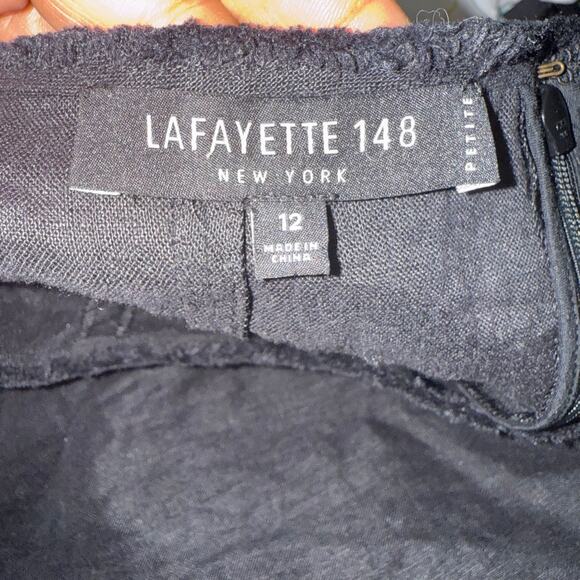 LAFAYETTE 148
NEW YORK
PETITE
12
MADE IN
CHINA